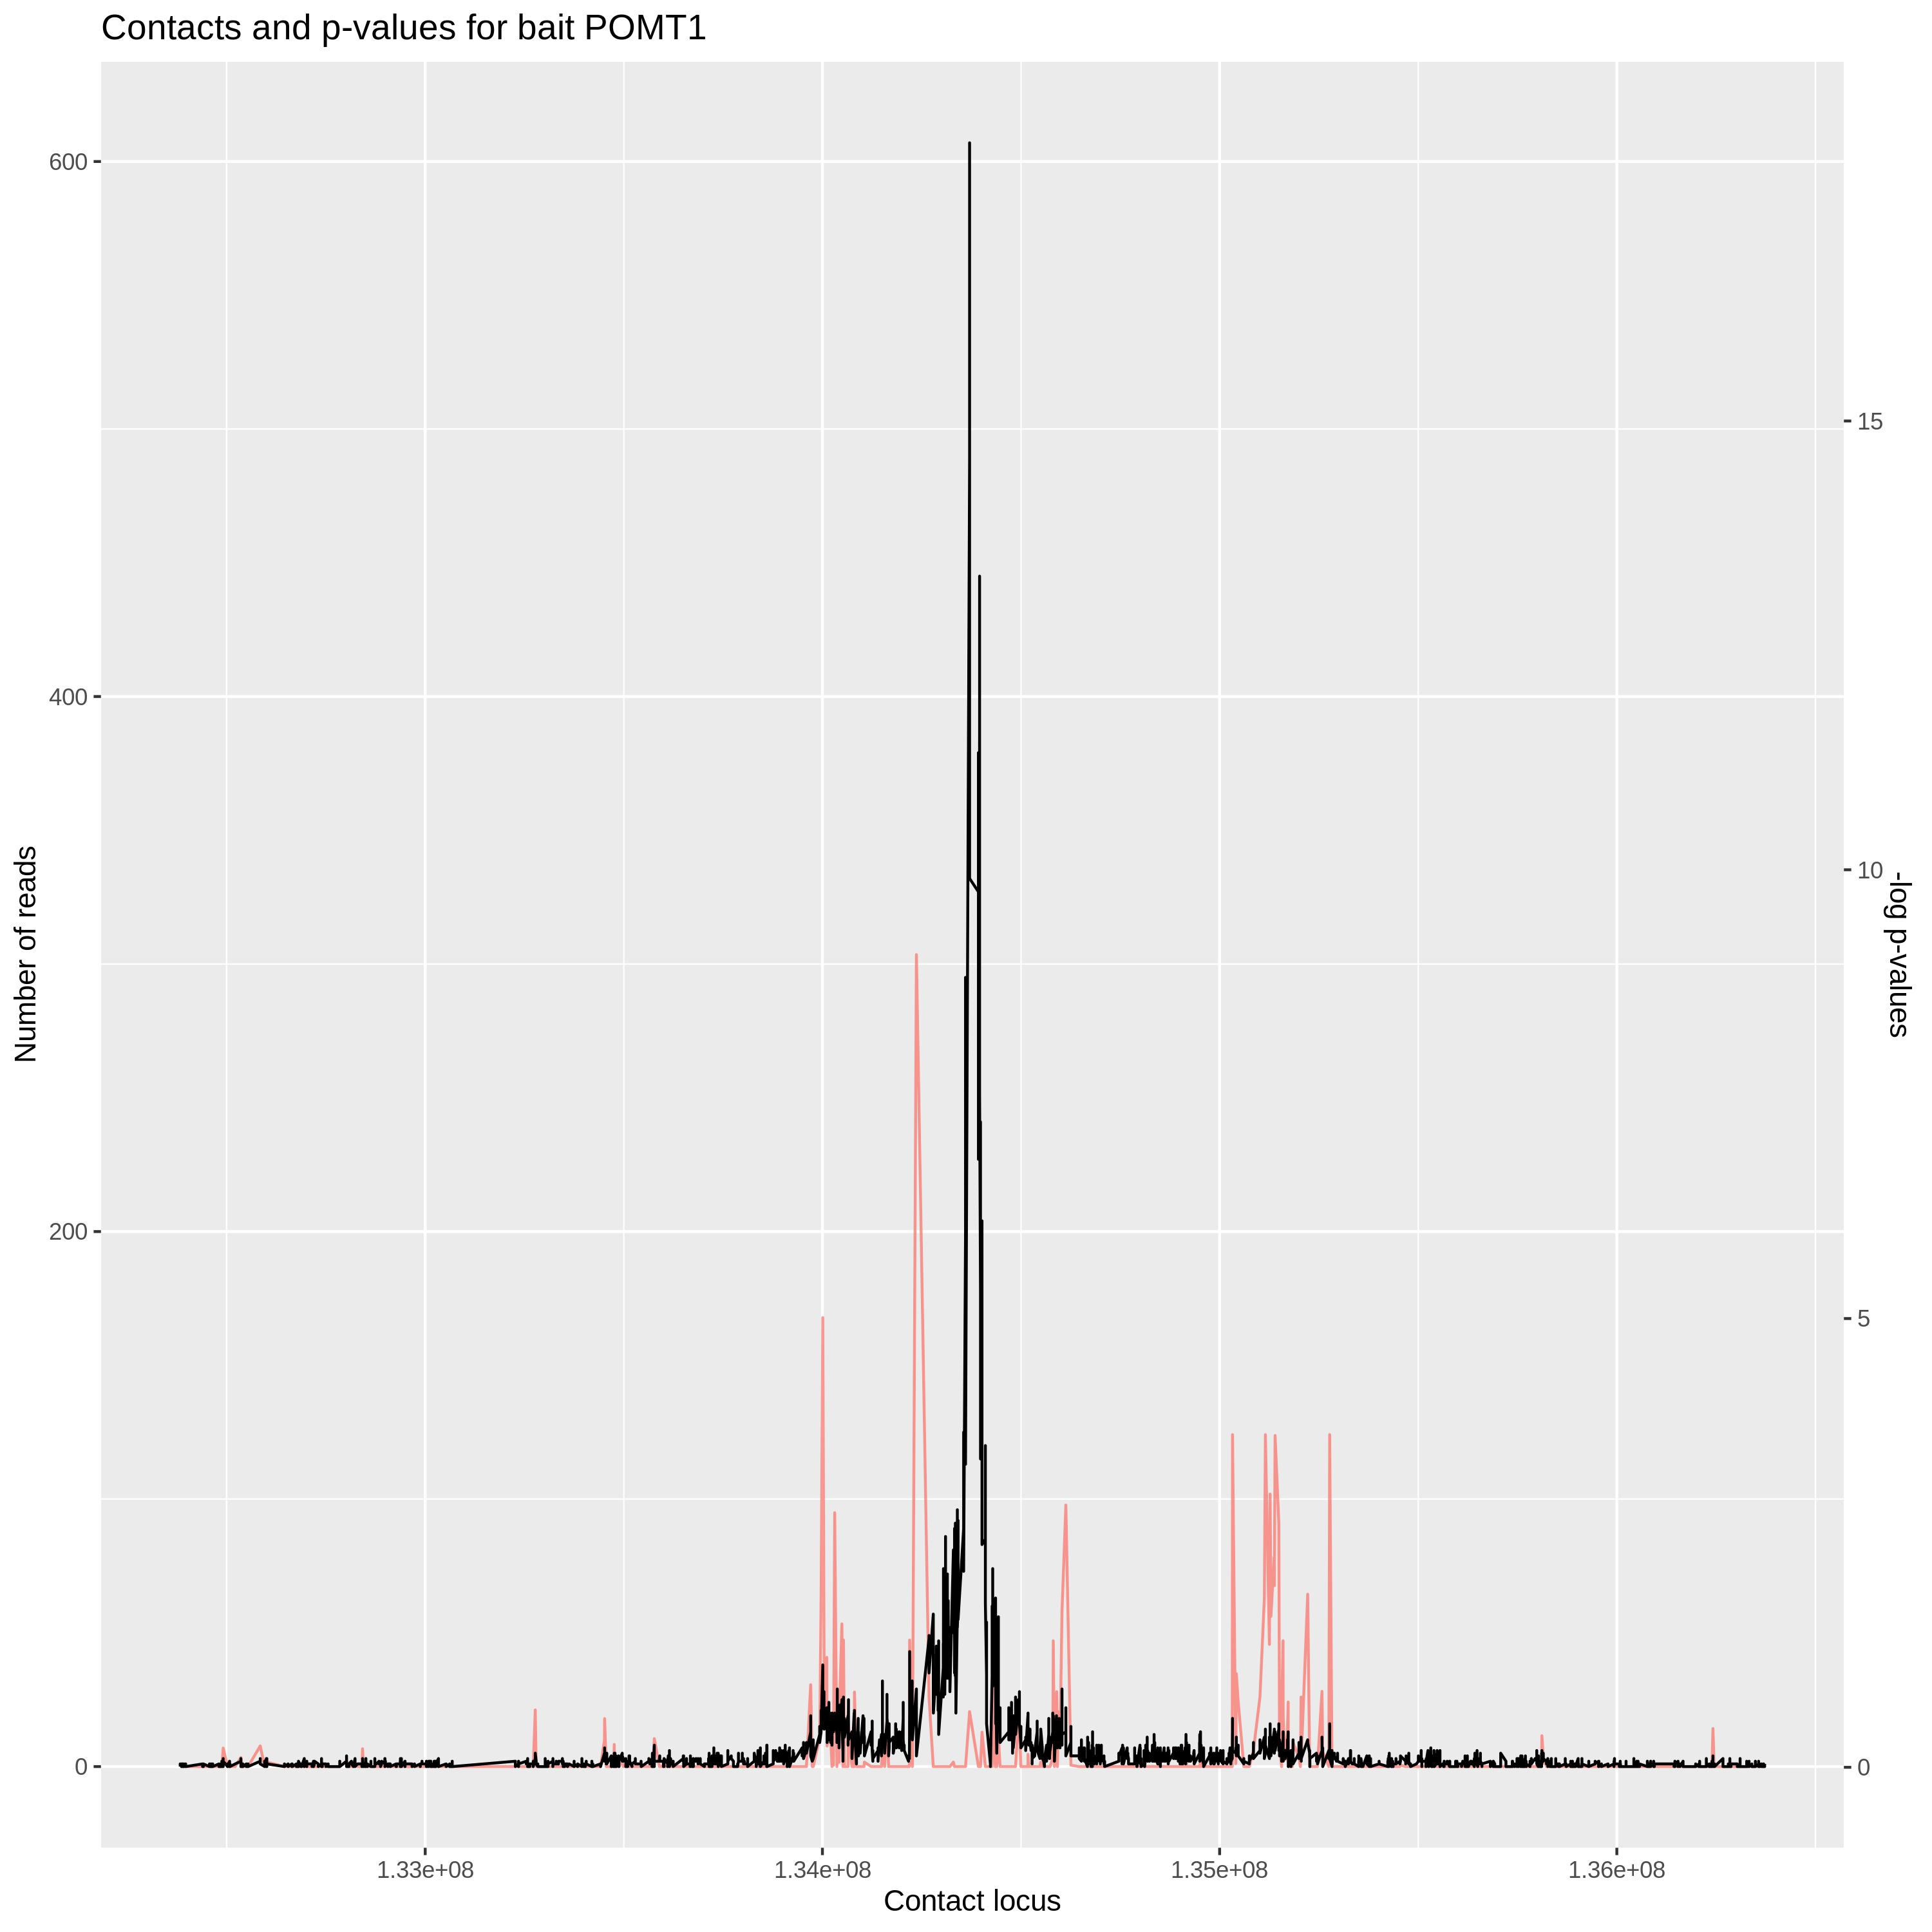 Contacts and p-values for bait POMT1
600
400
200
0
Number of reads
15
10
5
0
-log p-values
1.33e+08
1.34e+08
1.35e+08
1.36e+08
Contact locus